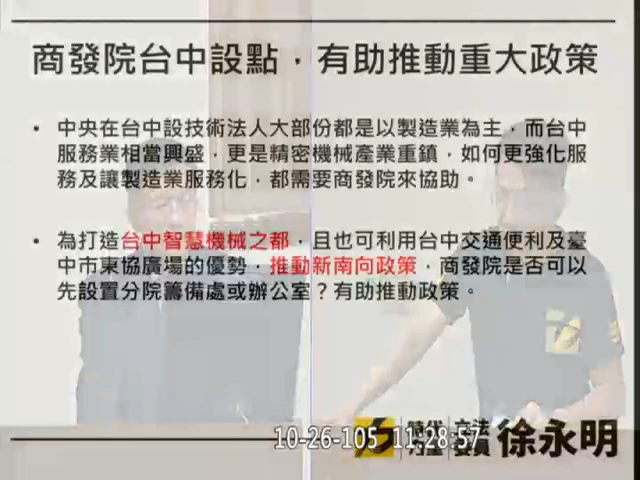 商發院台中設點，有助推動重大政策
• 中央在台中設技術法人大部份都是以製造業為主，而台中
服務業相當興盛，更是精密機械產業重鎮，如何更強化服
務及讓製造業服務化，都需要商發院來協助。
• 為打造台中智慧機械之都，且也可利用台中交通便利及臺
中市東協廣場的優勢，推動新南向政策，商發院是否可以
先設置分院籌備處或辦公室？有助推動政策。
時代力量 立法委員 徐永明
10-26-105 11:28:57